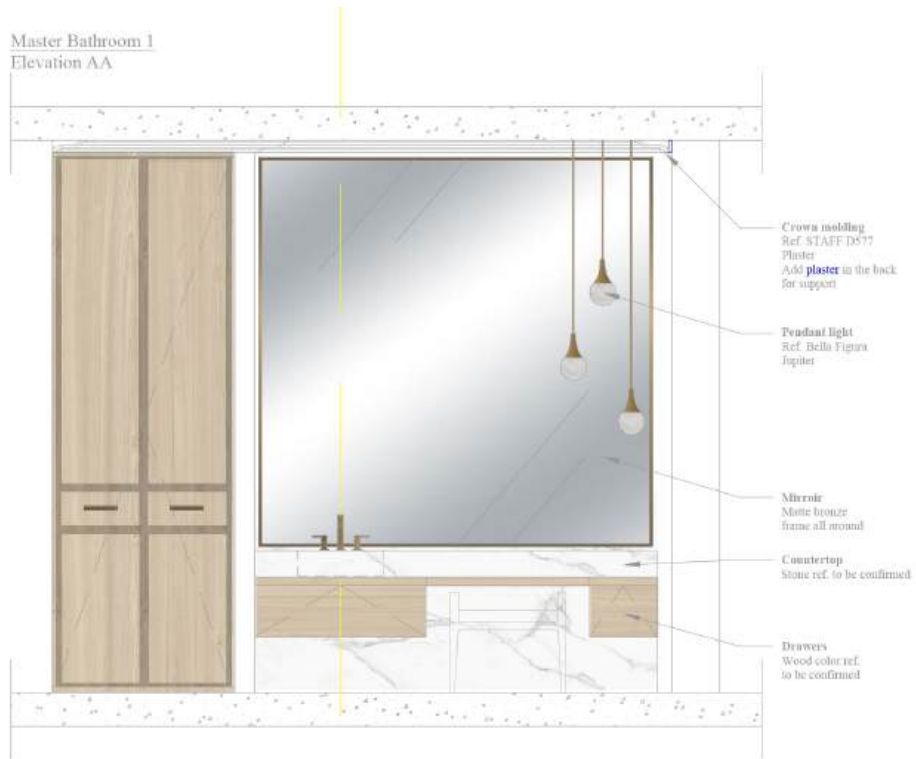 Master Bathroom 1
Elevation AA
Crown molding
Ref. STAFF D577
Plaster
Add plaster in the back
for support
Pendant light
Ref. Bella Figura
Jupiter
Mirroir
Matte bronze
frame all around
Countertop
Stone ref. to be confirmed
Drawers
Wood color ref.
to be confirmed